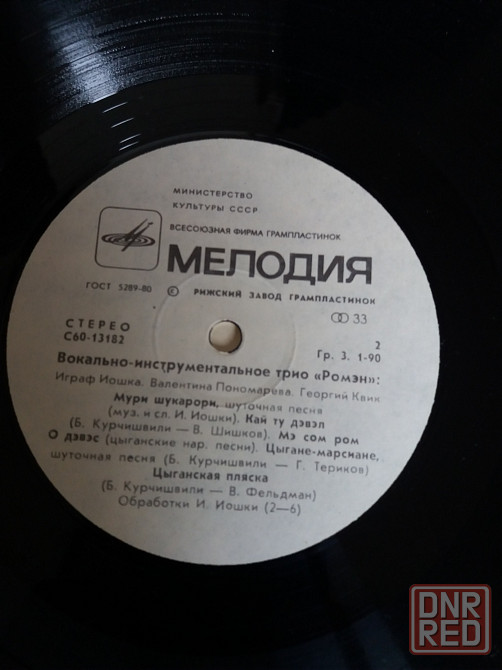 МИНИСТЕРСТВО
КУЛЬТУРЫ СССР
ВСЕСОЮЗНАЯ ФИРМА ГРАМПЛАСТИНОК
МЕЛОДИЯ
ГОСТ 5289-80 © РИЖСКИЙ ЗАВОД ГРАМПЛАСТИНОК
СТЕРЕО
33
С60-13182
2
Гр. 3. 1-90
Вокально-инструментальное трио «Ромэн»:
Играф Иошка, Валентина Пономарева, Георгий Квик
Мури шукарори, шуточная песня
(муз. и сл. И. Иошки). Кай ту дэвэл
(Б. Курчишвили — В. Шишков). Мэ сом ром
О дэвэс (цыганские нар. песни). Цыгане-марсиане,
шуточная песня (Б. Курчишвили — Г. Териков)
Цыганская пляска
(Б. Курчишвили — В. Фельдман)
Обработки И. Иошки (2—6)
DNR
RED